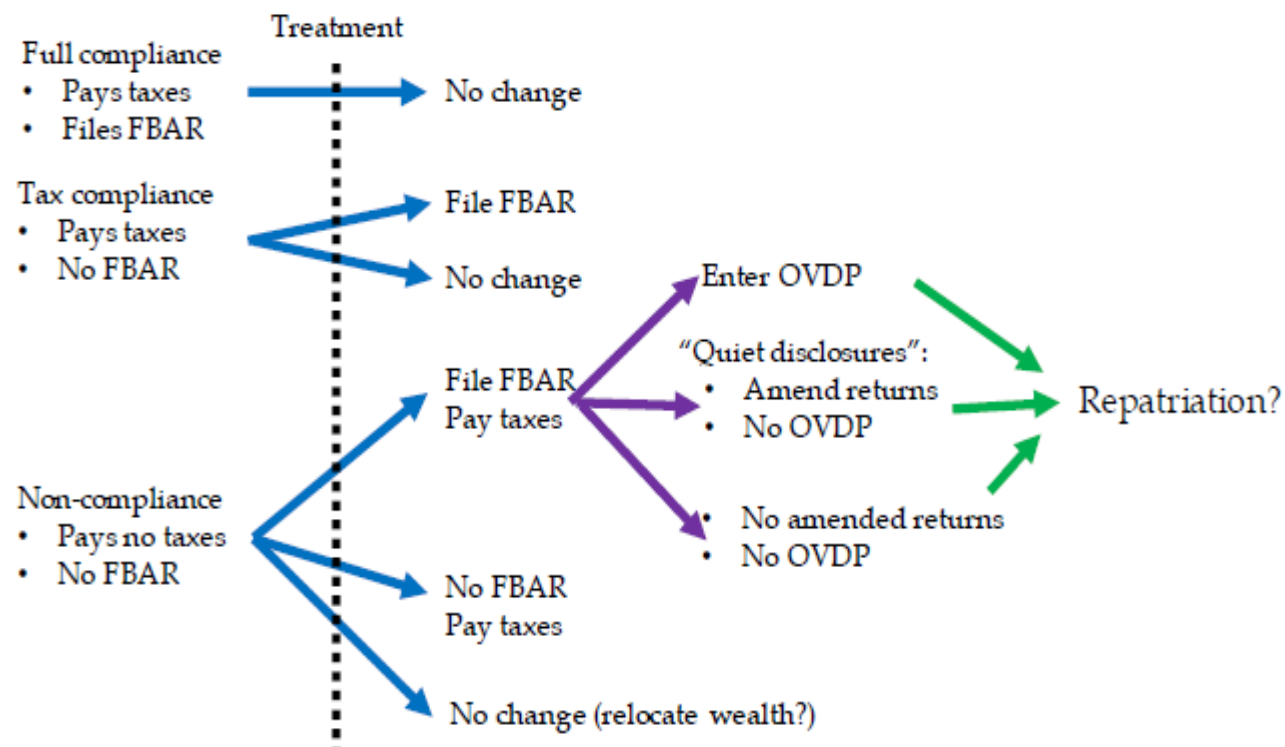 Treatment
Full compliance
• Pays taxes
• Files FBAR
No change
Tax compliance
• Pays taxes
• No FBAR
File FBAR
No change
Enter OVDP
"Quiet disclosures":
• Amend returns
• No OVDP
File FBAR
Pay taxes
Repatriation?
Non-compliance
• Pays no taxes
• No FBAR
• No amended returns
• No OVDP
No FBAR
Pay taxes
No change (relocate wealth?)